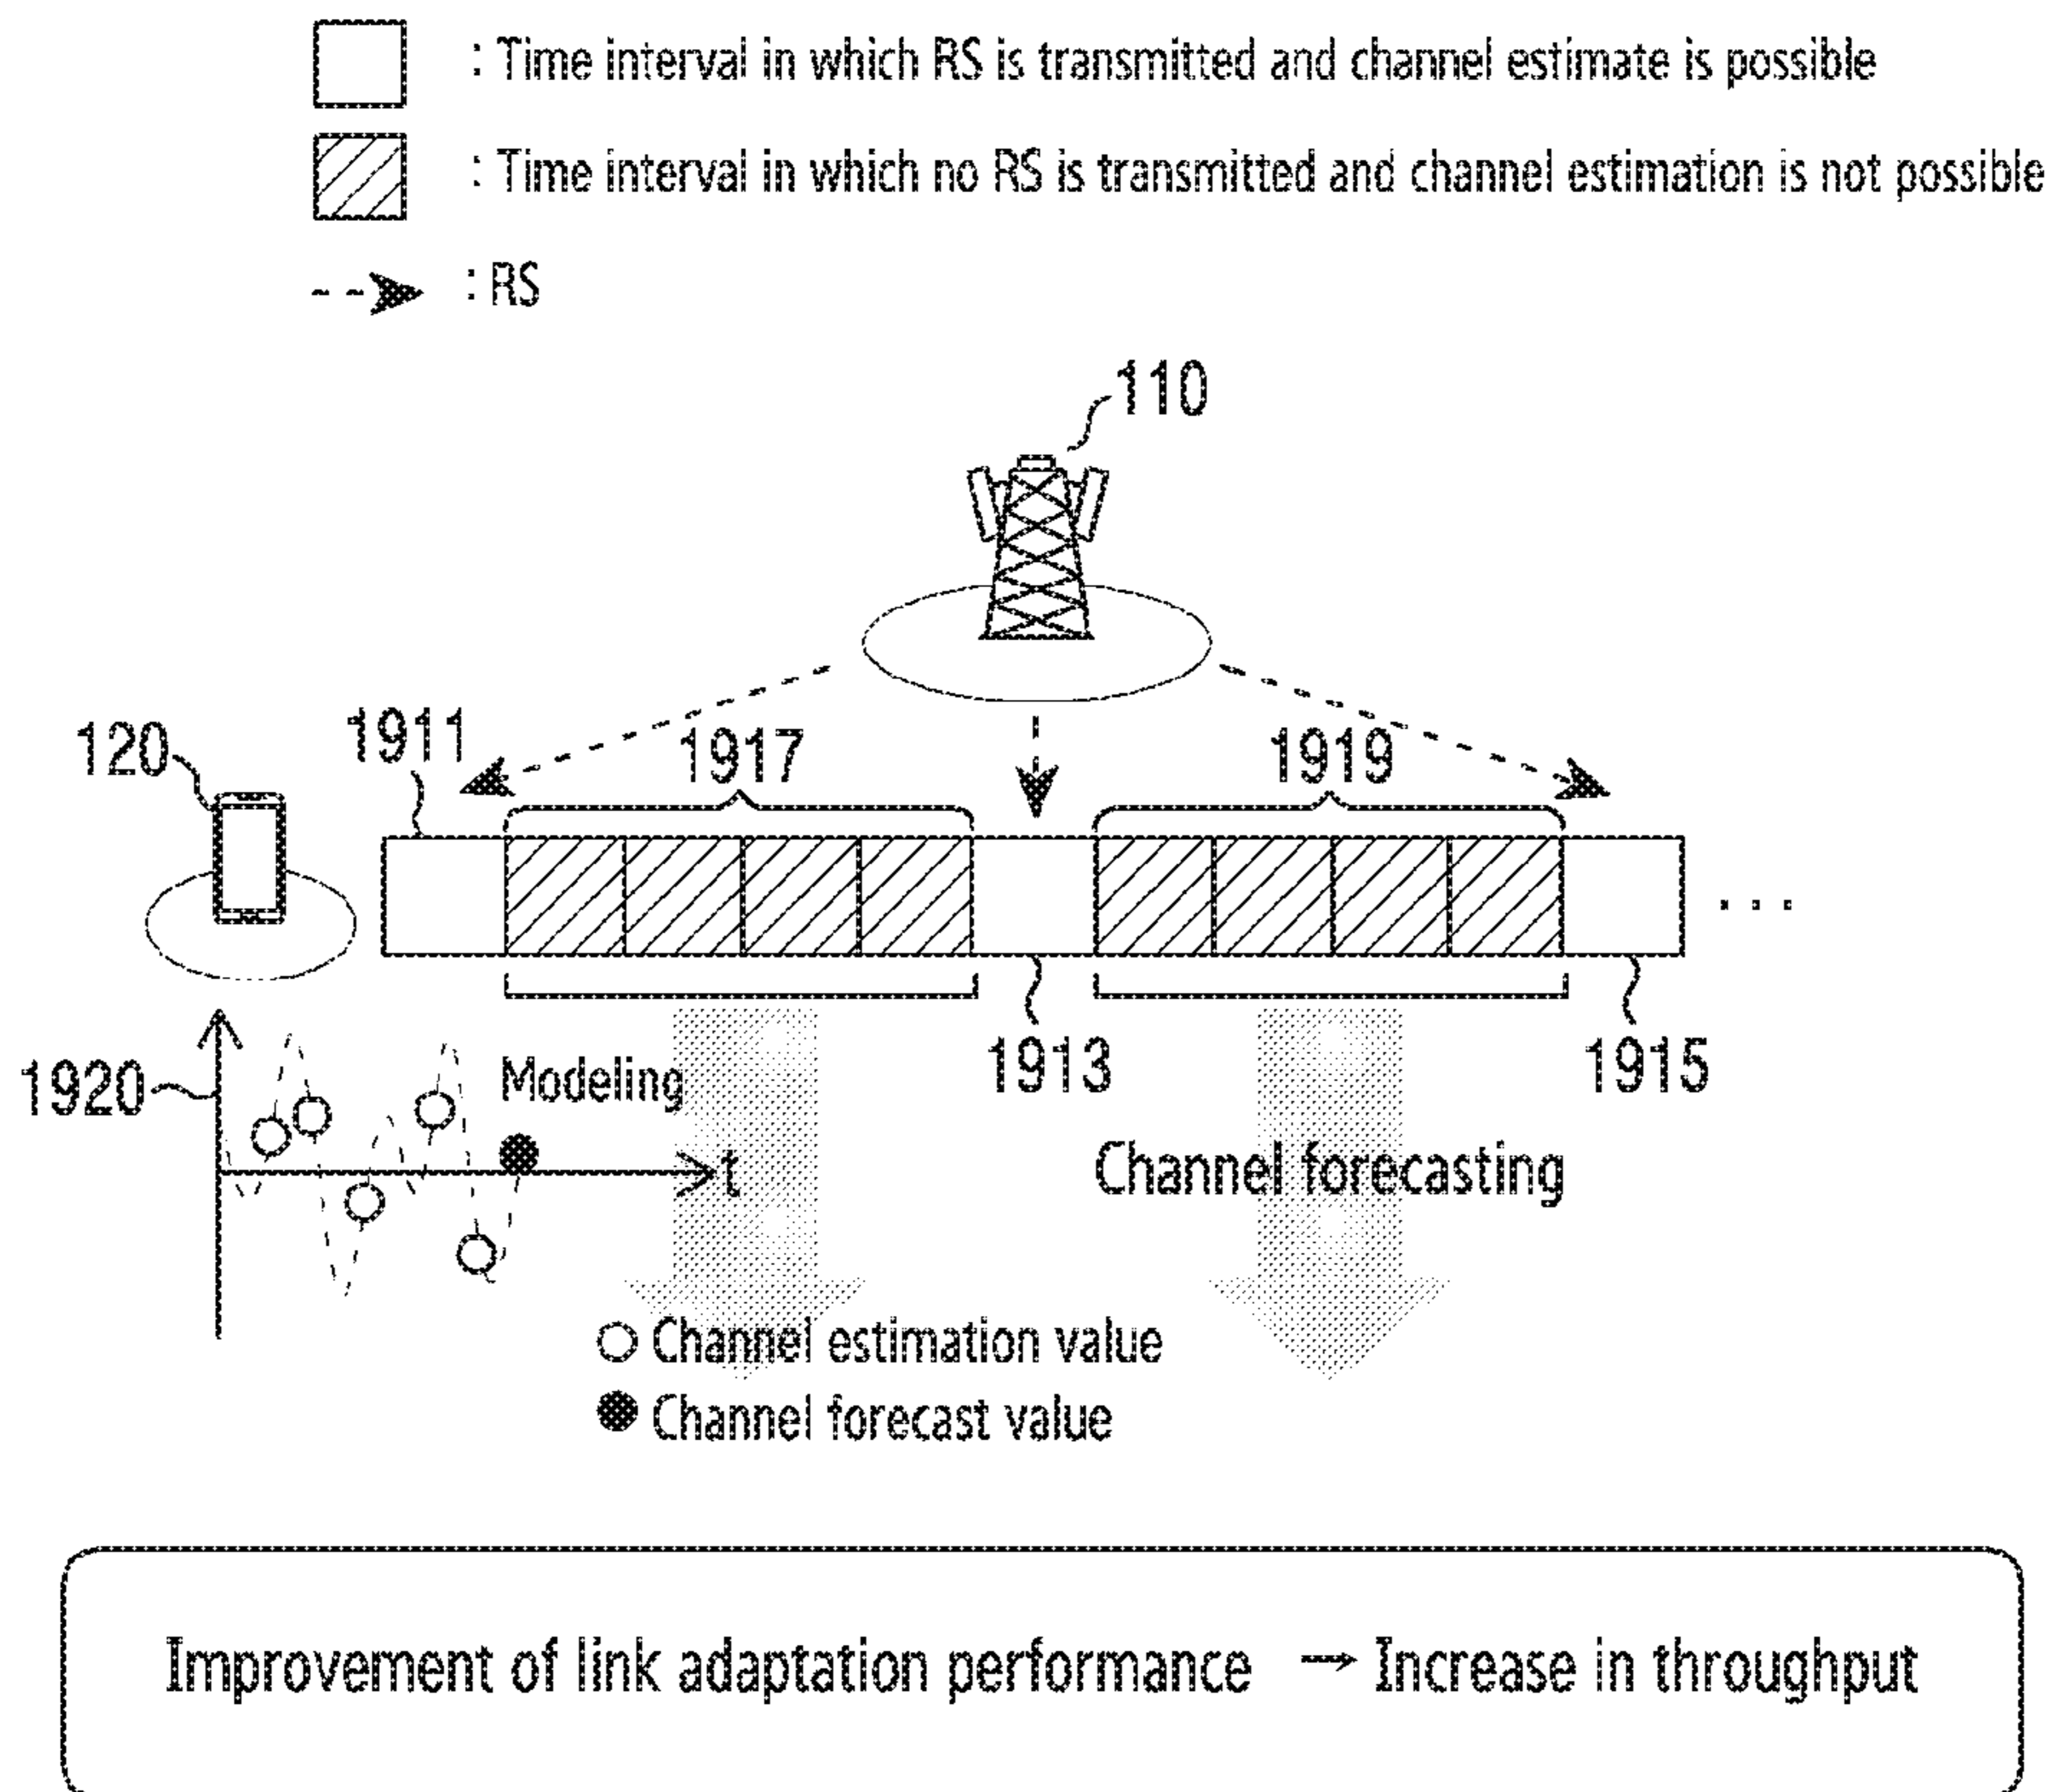 : Time interval in which RS is transmitted and channel estimate is possible
: Time interval in which no RS is transmitted and channel estimation is not possible
: RS
110
120
1911
1917
1919
1913
1915
1920
Modeling
t
Channel forecasting
Channel estimation value
Channel forecast value
Improvement of link adaptation performance → Increase in throughput